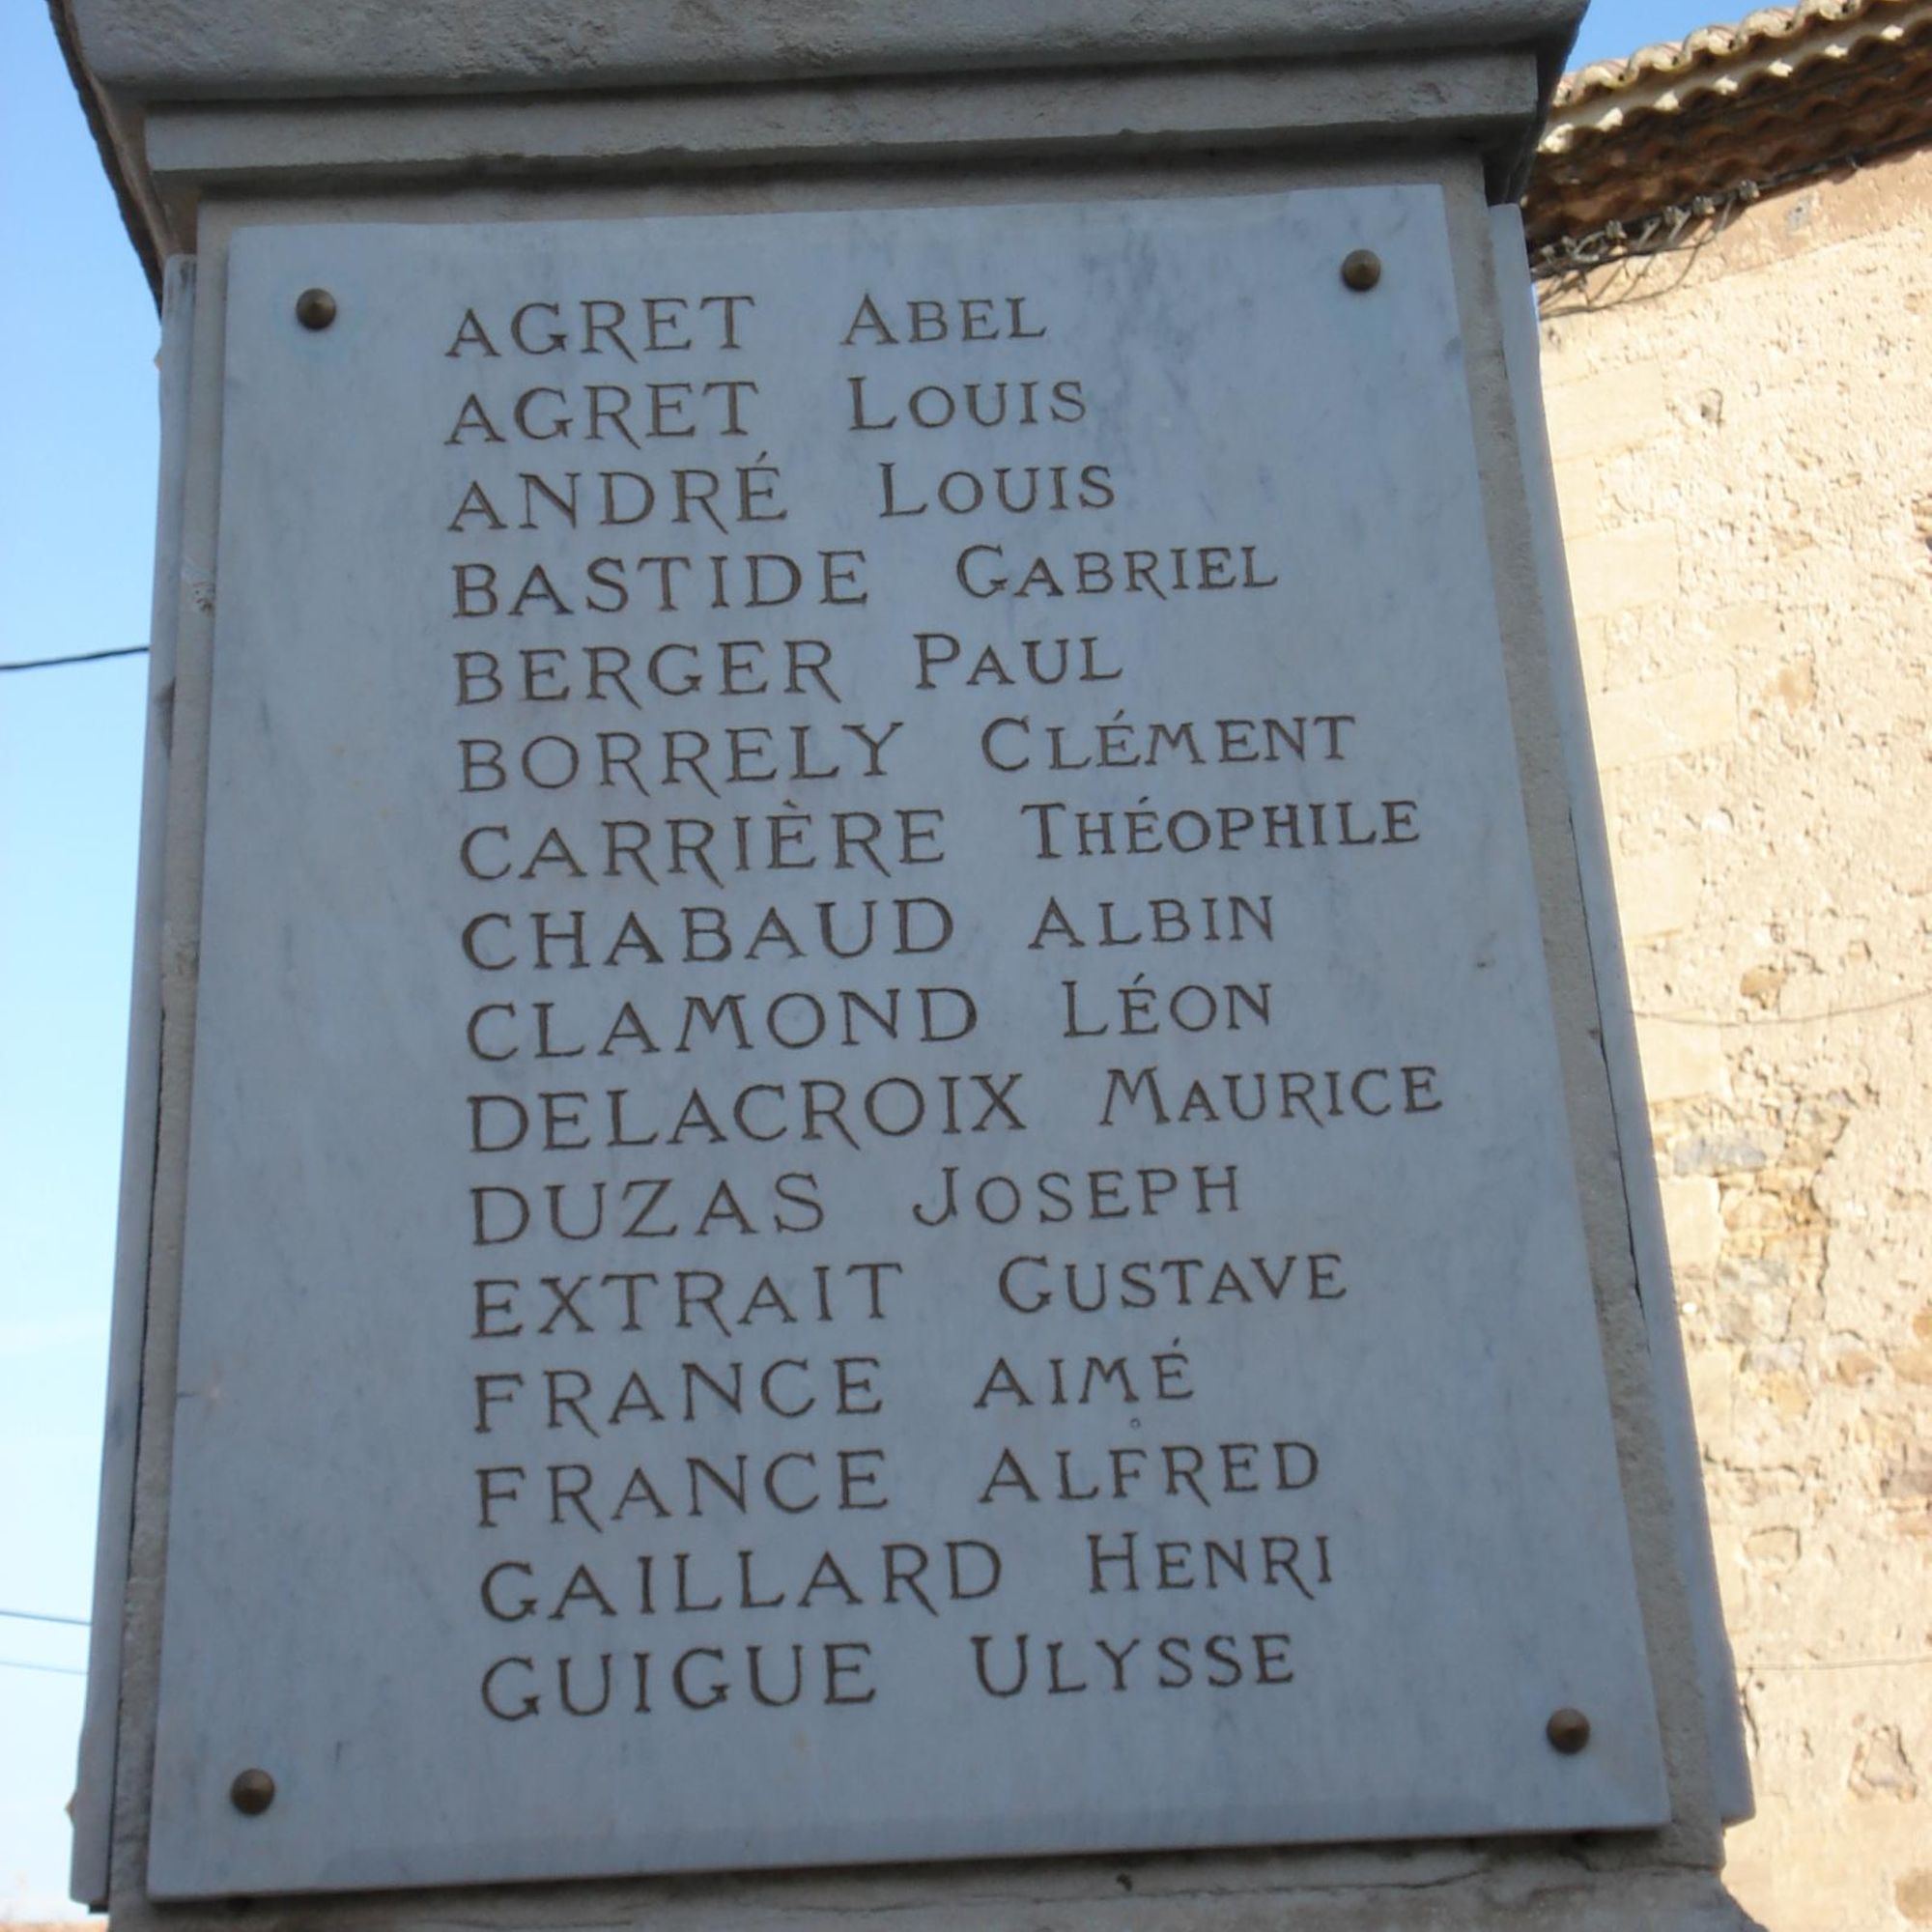 AGRET ABEL
AGRET LOUIS
ANDRÉ LOUIS
BASTIDE GABRIEL
BERGER PAUL
BORRELY CLÉMENT
CARRIÈRE THÉOPHILE
CHABAUD ALBIN
CLAMOND LÉON
DELACROIX MAURICE
DUZAS JOSEPH
EXTRAIT GUSTAVE
FRANCE AIMÉ
FRANCE ALFRED
GAILLARD HENRI
GUIGUE ULYSSE